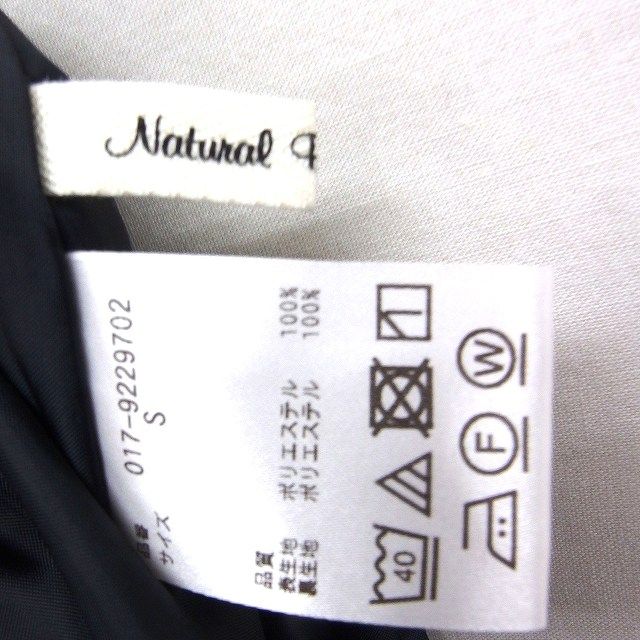 Natural
品番 017-9229702
サイズ S
品質
表生地 ポリエステル 100%
裏生地 ポリエステル 100%
40
F W